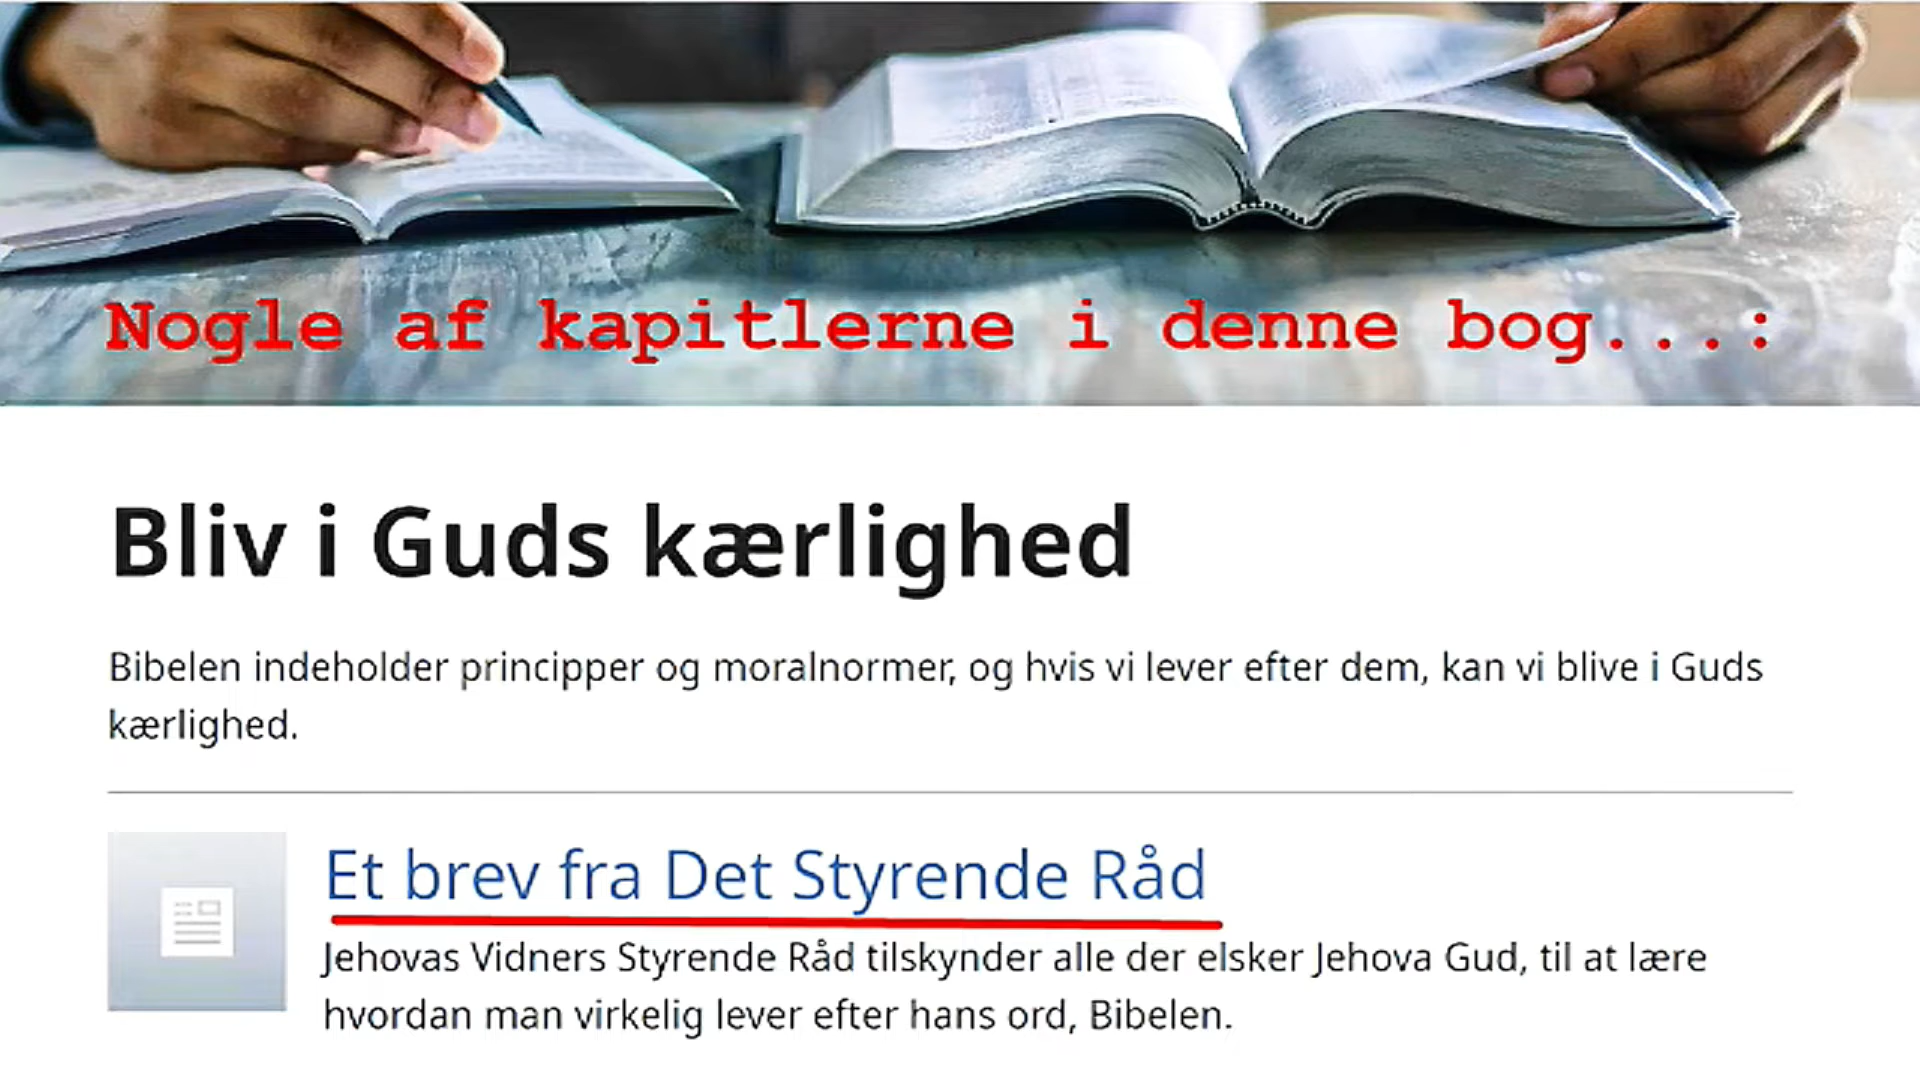 Nogle af kapitlerne i denne bog...:
Bliv i Guds kærlighed
Bibelen indeholder principper og moralnormer, og hvis vi lever efter dem, kan vi blive i Guds
kærlighed.
Et brev fra Det Styrende Råd
Jehovas Vidners Styrende Råd tilskynder alle der elsker Jehova Gud, til at lære
hvordan man virkelig lever efter hans ord, Bibelen.